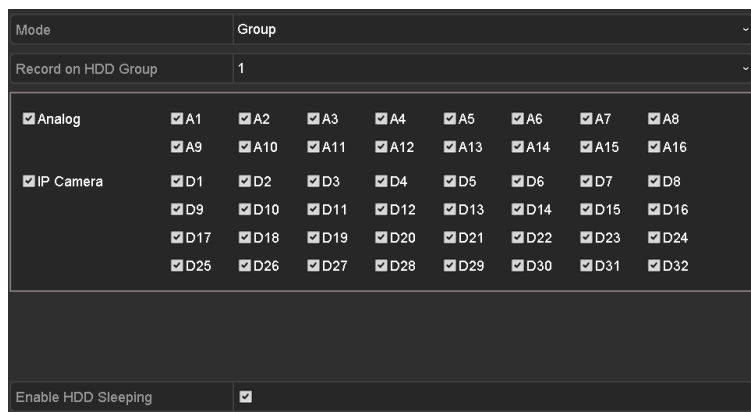 Mode Group
Record on HDD Group 1
Analog A1 A2 A3 A4 A5 A6 A7 A8
A9 A10 A11 A12 A13 A14 A15 A16
IP Camera D1 D2 D3 D4 D5 D6 D7 D8
D9 D10 D11 D12 D13 D14 D15 D16
D17 D18 D19 D20 D21 D22 D23 D24
D25 D26 D27 D28 D29 D30 D31 D32
Enable HDD Sleeping